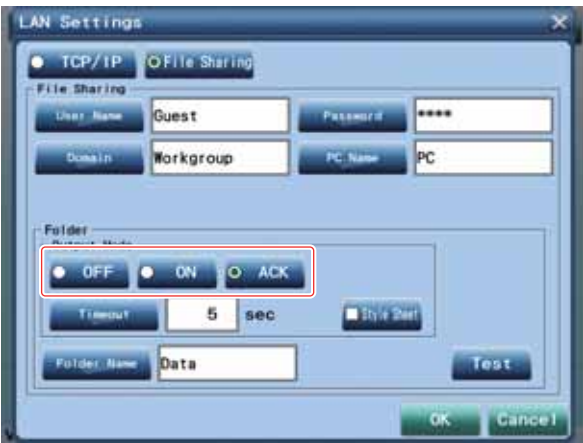 LAN Settings
TCP/IP File Sharing
File Sharing
User Name Guest Password ****
Domain Workgroup PC Name PC
Folder
Output Mode
OFF ON ACK
Timeout 5 sec Style Sheet
Folder Name Data Test
OK Cancel